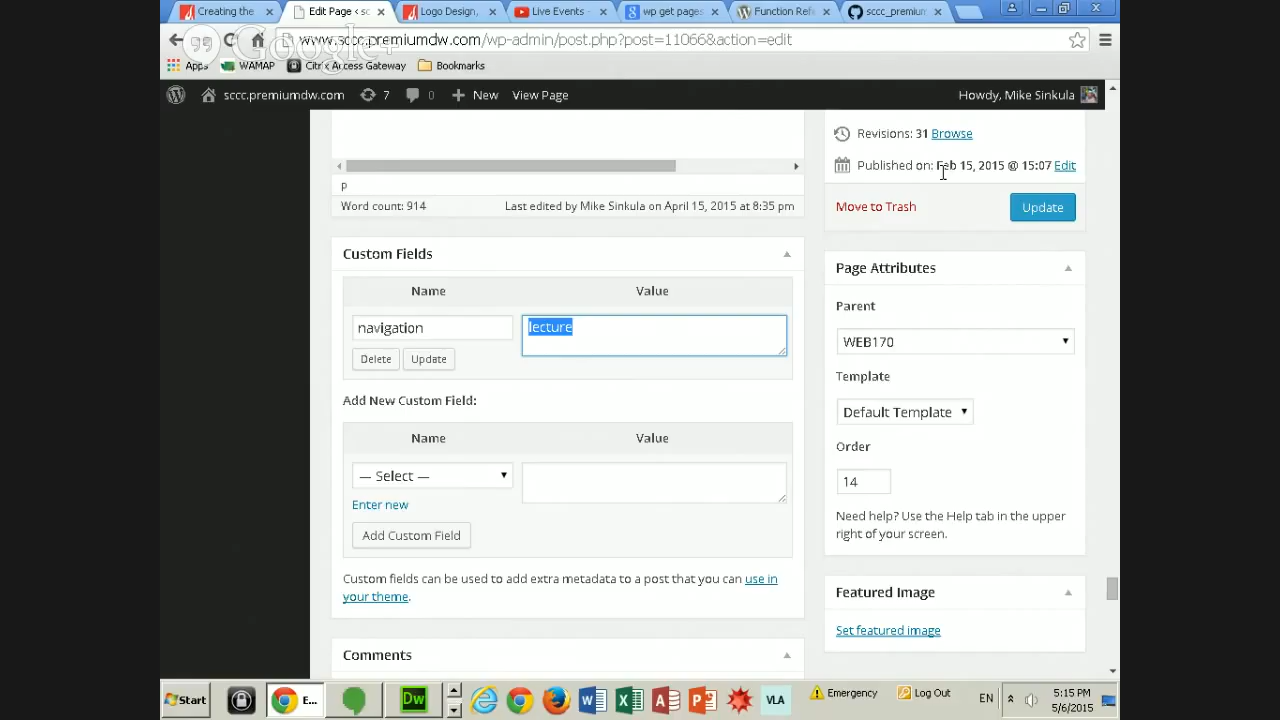 Creating the
Edit Page ‹ sc
Logo Design,
Live Events -
wp get pages
Function Refe
sccc_premium
www.sccc.premiumdw.com/wp-admin/post.php?post=11066&action=edit
Google+
Apps
WAMAP
Citrix Access Gateway
Bookmarks
sccc.premiumdw.com 7 0 New View Page Howdy, Mike Sinkula
Revisions: 31 Browse
Published on: Feb 15, 2015 @ 15:07 Edit
p
Word count: 914 Last edited by Mike Sinkula on April 15, 2015 at 8:35 pm
Move to Trash Update
Custom Fields
Name Value
navigation lecture
Delete Update
Add New Custom Field:
Name Value
— Select —
Enter new
Add Custom Field
Custom fields can be used to add extra metadata to a post that you can use in
your theme.
Comments
Page Attributes
Parent
WEB170
Template
Default Template
Order
14
Need help? Use the Help tab in the upper
right of your screen.
Featured Image
Set featured image
Start
E...
Dw
VLA
Emergency
Log Out
EN
5:15 PM
5/6/2015